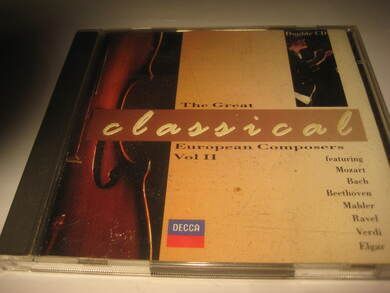 Double CD
The Great
classical
European Composers
Vol II
featuring
Mozart
Bach
Beethoven
Mahler
Ravel
Verdi
Elgar
DECCA